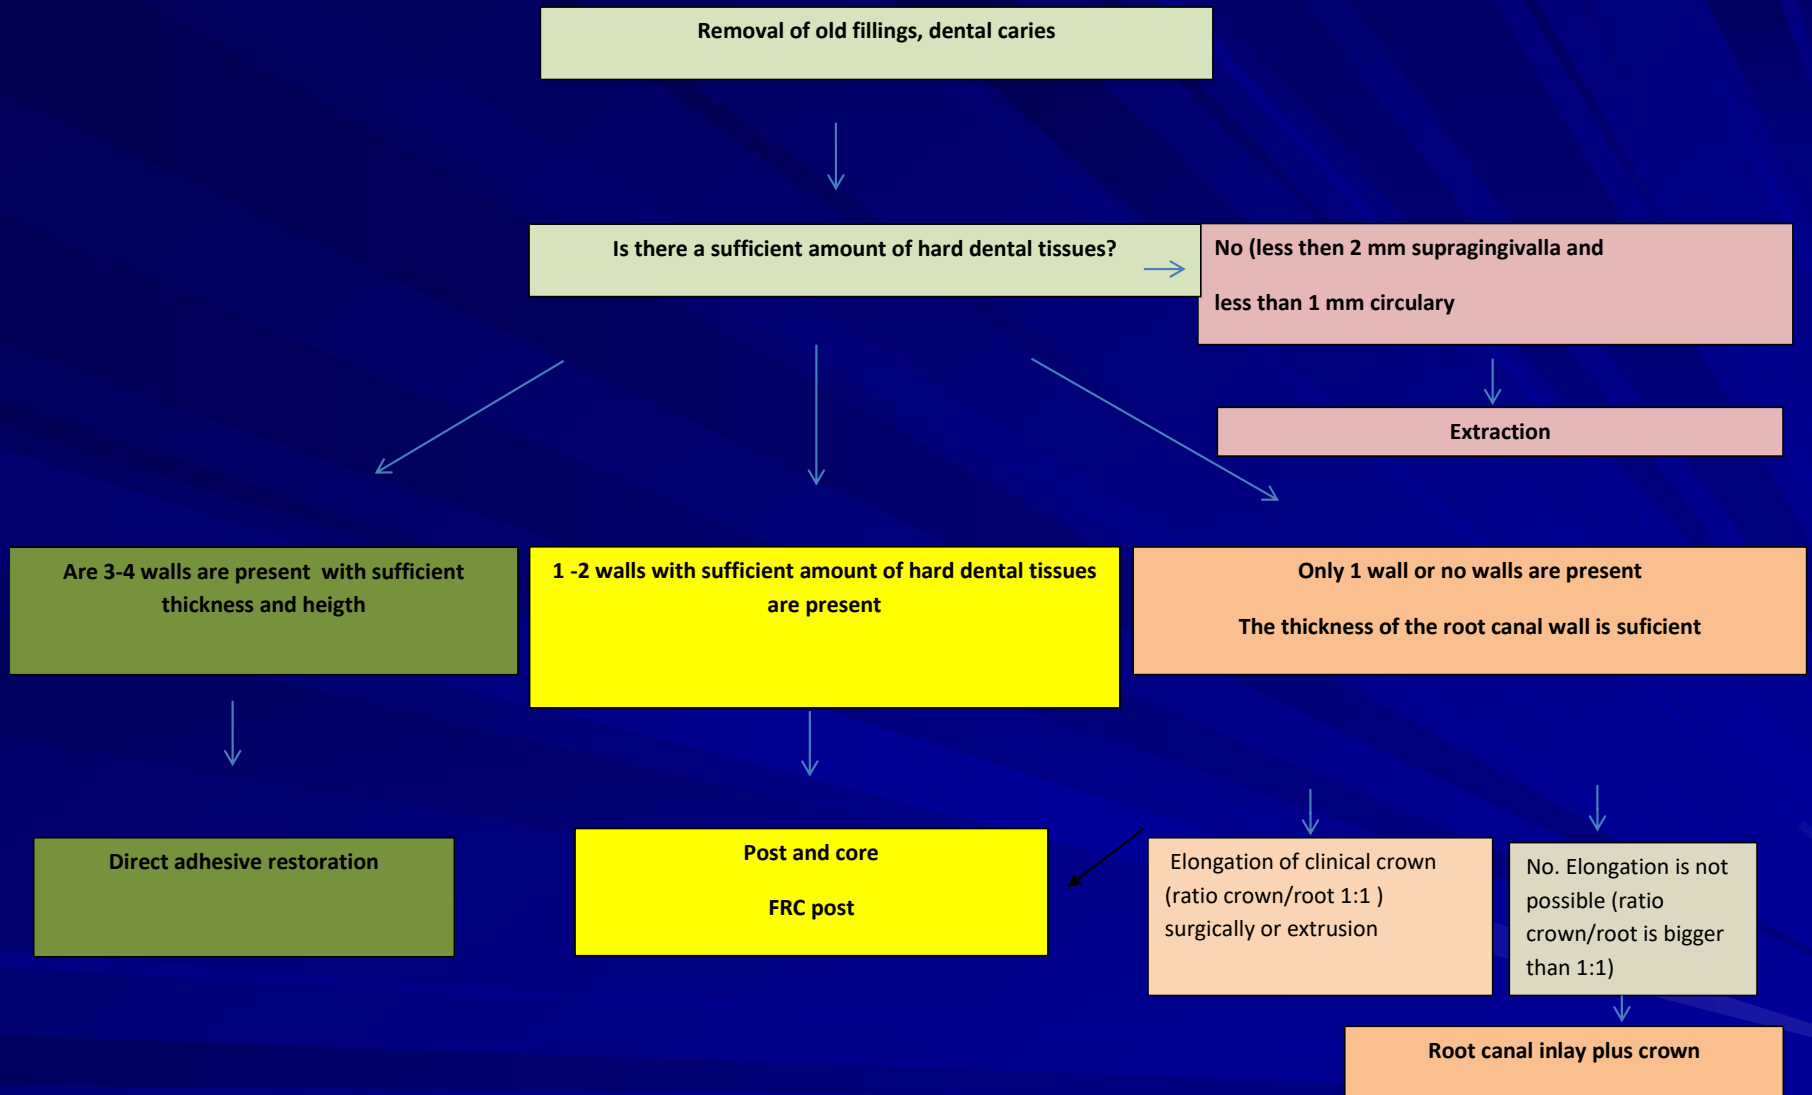 Removal of old fillings, dental caries
Is there a sufficient amount of hard dental tissues?
No (less then 2 mm supragingivalla and
less than 1 mm circulary
Extraction
Are 3-4 walls are present with sufficient
thickness and heigth
1 -2 walls with sufficient amount of hard dental tissues
are present
Only 1 wall or no walls are present
The thickness of the root canal wall is suficient
Direct adhesive restoration
Post and core
FRC post
Elongation of clinical crown
(ratio crown/root 1:1 )
surgically or extrusion
No. Elongation is not
possible (ratio
crown/root is bigger
than 1:1)
Root canal inlay plus crown